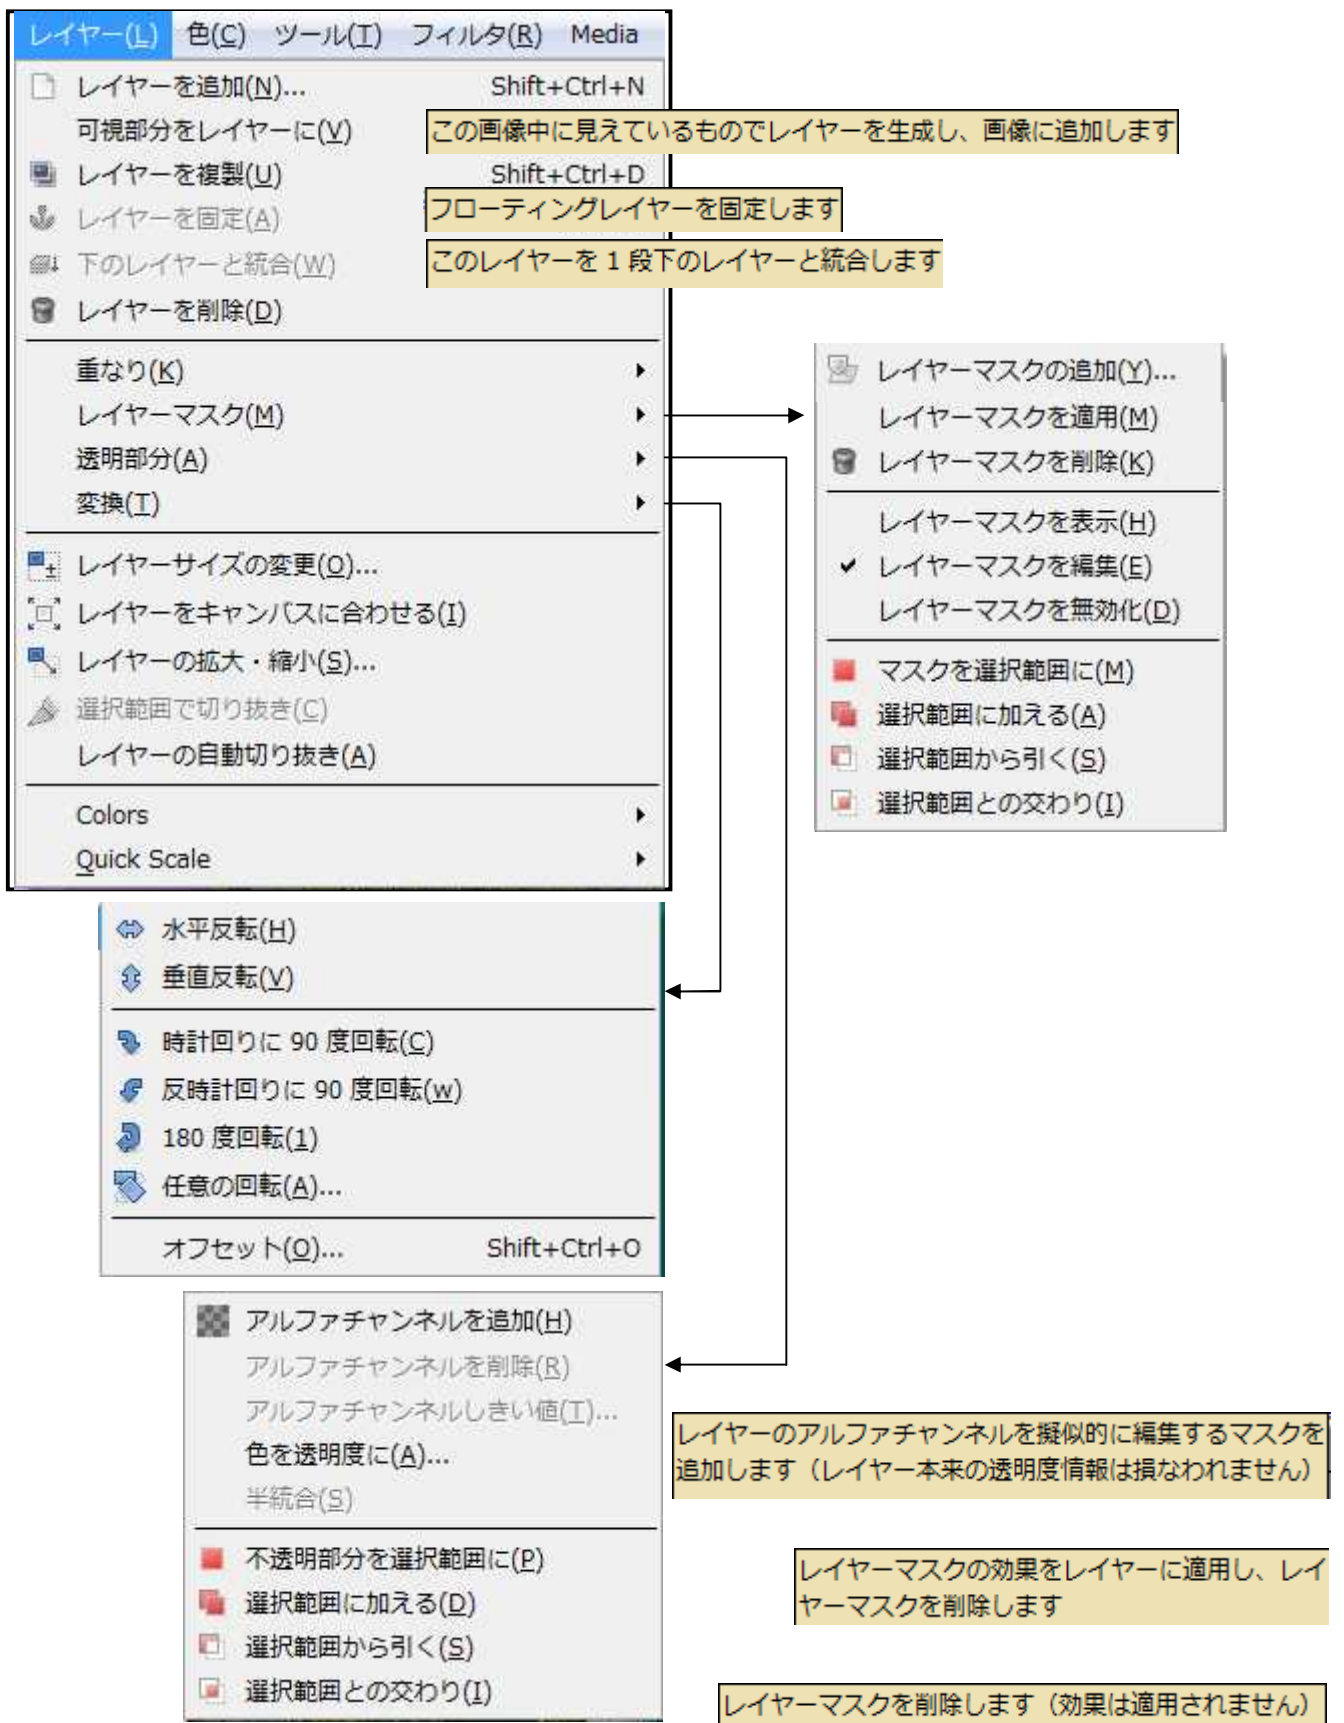 レイヤー(L) 色(C) ツール(T) フィルタ(R) Media
レイヤーを追加(N)... Shift+Ctrl+N
可視部分をレイヤーに(V)
この画像中に見えているものでレイヤーを生成し、画像に追加します
レイヤーを複製(U) Shift+Ctrl+D
レイヤーを固定(A)
フローティングレイヤーを固定します
下のレイヤーと統合(W)
このレイヤーを 1 段下のレイヤーと統合します
レイヤーを削除(D)
重なり(K)
レイヤーマスク(M)
透明部分(A)
変換(T)
レイヤーサイズの変更(O)...
レイヤーをキャンバスに合わせる(I)
レイヤーの拡大・縮小(S)...
選択範囲で切り抜き(C)
レイヤーの自動切り抜き(A)
Colors
Quick Scale
レイヤーマスクの追加(Y)...
レイヤーマスクを適用(M)
レイヤーマスクを削除(K)
レイヤーマスクを表示(H)
レイヤーマスクを編集(E)
レイヤーマスクを無効化(D)
マスクを選択範囲に(M)
選択範囲に加える(A)
選択範囲から引く(S)
選択範囲との交わり(I)
水平反転(H)
垂直反転(V)
時計回りに 90 度回転(C)
反時計回りに 90 度回転(w)
180 度回転(1)
任意の回転(A)...
オフセット(O)... Shift+Ctrl+O
アルファチャンネルを追加(H)
アルファチャンネルを削除(R)
アルファチャンネルしきい値(T)...
色を透明度に(A)...
半統合(S)
不透明部分を選択範囲に(P)
選択範囲に加える(D)
選択範囲から引く(S)
選択範囲との交わり(I)
レイヤーのアルファチャンネルを擬似的に編集するマスクを
追加します（レイヤー本来の透明度情報は損なわれません）
レイヤーマスクの効果をレイヤーに適用し、レイ
ヤーマスクを削除します
レイヤーマスクを削除します（効果は適用されません）